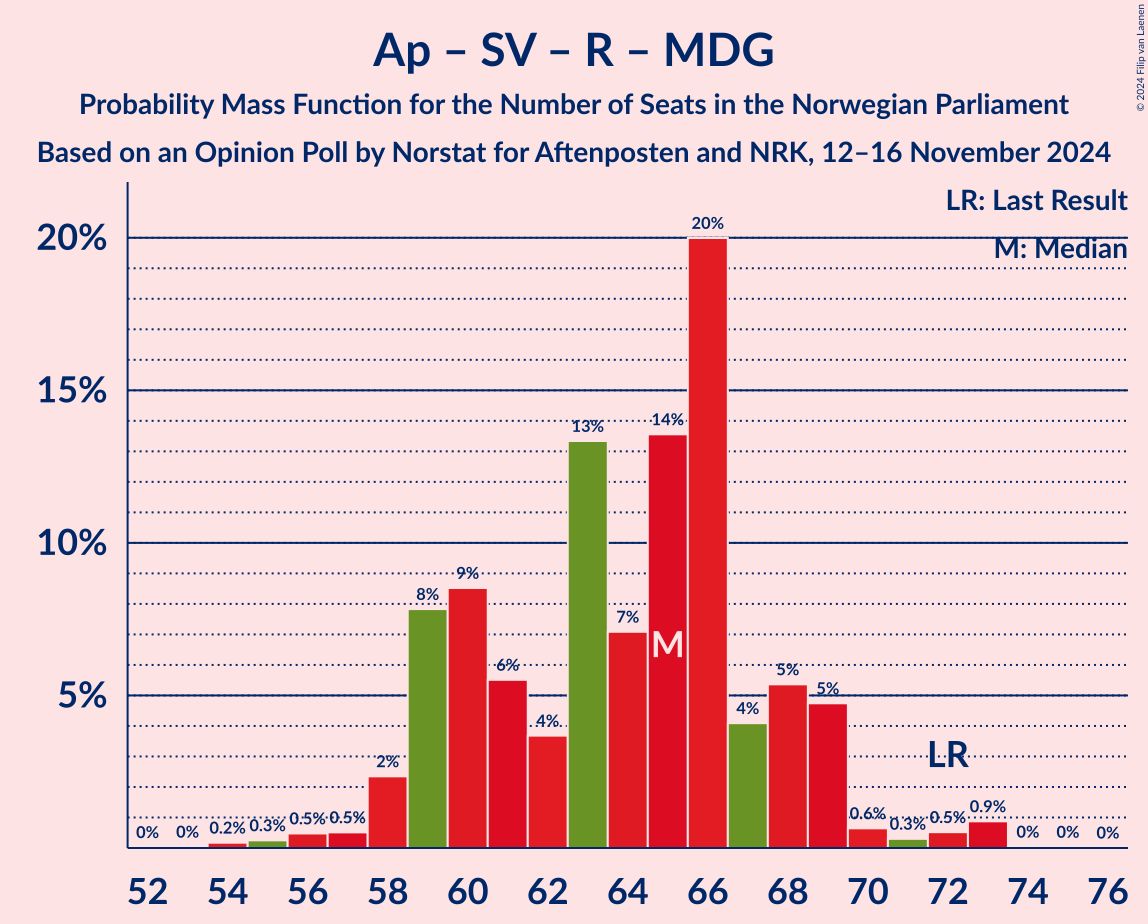 Ap – SV – R – MDG
Probability Mass Function for the Number of Seats in the Norwegian Parliament
Based on an Opinion Poll by Norstat for Aftenposten and NRK, 12–16 November 2024
© 2024 Filip van Laenen
LR: Last Result
M: Median
20%
15%
10%
5%
0% 0% 0.2% 0.3% 0.5% 0.5% 2% 8% 9% 6% 4% 13% 7% 14% 20% 4% 5% 5% 0.6% 0.3% 0.5% 0.9% 0% 0% 0%
M
LR
52 54 56 58 60 62 64 66 68 70 72 74 76